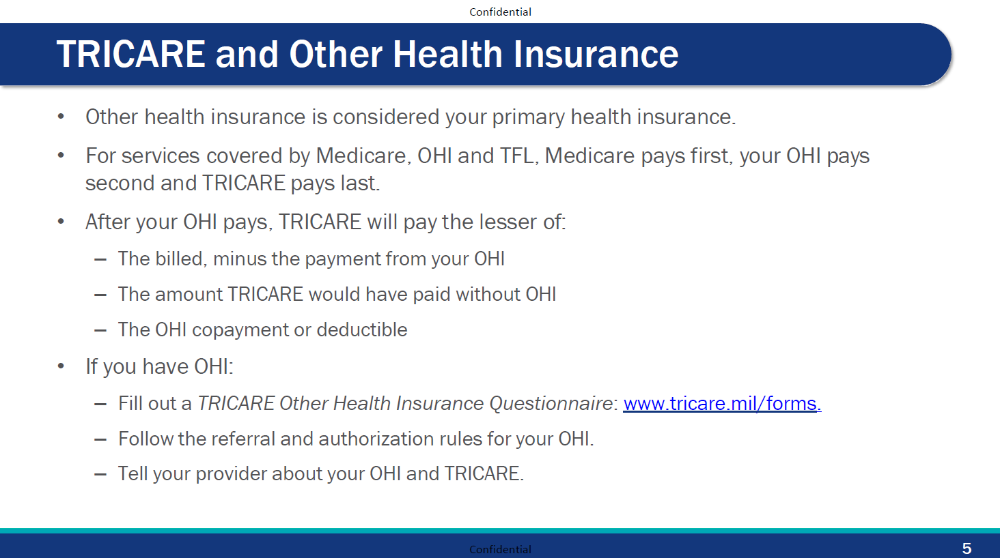 Confidential
TRICARE and Other Health Insurance
• Other health insurance is considered your primary health insurance.
• For services covered by Medicare, OHI and TFL, Medicare pays first, your OHI pays
second and TRICARE pays last.
• After your OHI pays, TRICARE will pay the lesser of:
– The billed, minus the payment from your OHI
– The amount TRICARE would have paid without OHI
– The OHI copayment or deductible
• If you have OHI:
– Fill out a TRICARE Other Health Insurance Questionnaire: www.tricare.mil/forms.
– Follow the referral and authorization rules for your OHI.
– Tell your provider about your OHI and TRICARE.
Confidential
5